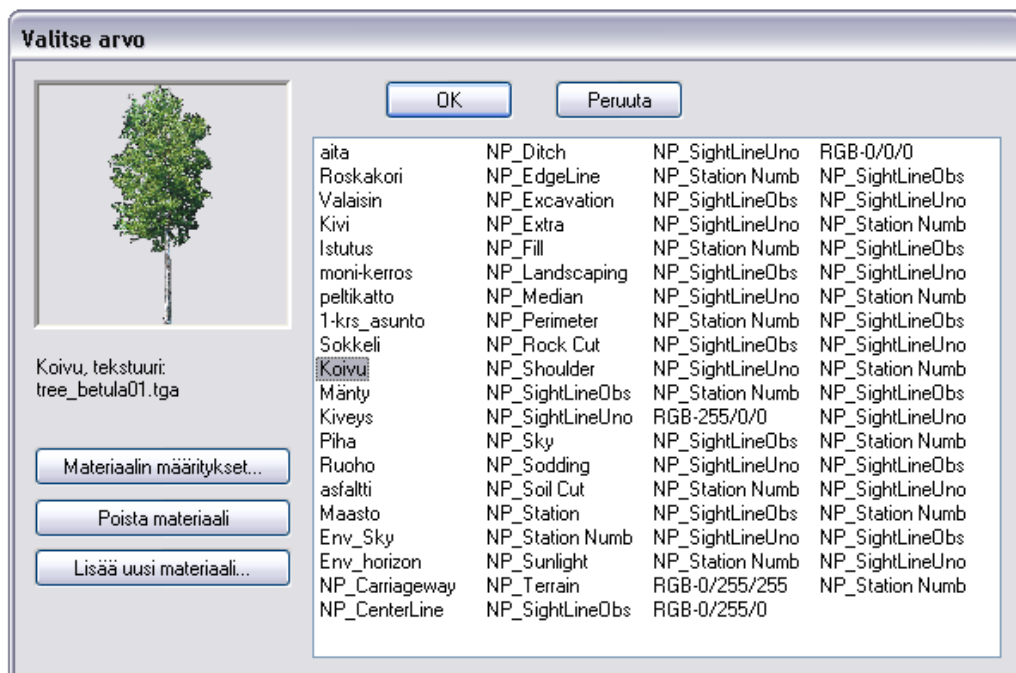 Valitse arvo
OK Peruuta
aita NP_Ditch NP_SightLineUno RGB-0/0/0
Roskakori NP_EdgeLine NP_Station Numb NP_SightLineObs
Valaisin NP_Excavation NP_SightLineObs NP_SightLineUno
Kivi NP_Extra NP_SightLineUno NP_Station Numb
Istutus NP_Fill NP_Station Numb NP_SightLineObs
moni-kerros NP_Landscaping NP_SightLineObs NP_SightLineUno
peltikatto NP_Median NP_SightLineUno NP_Station Numb
1-krs_asunto NP_Perimeter NP_Station Numb NP_SightLineObs
Sokkeli NP_Rock Cut NP_SightLineObs NP_SightLineUno
Koivu NP_Shoulder NP_SightLineUno NP_Station Numb
Mänty NP_SightLineObs NP_Station Numb NP_SightLineObs
Kiveys NP_SightLineUno RGB-255/0/0 NP_SightLineUno
Piha NP_Sky NP_SightLineObs NP_Station Numb
Ruoho NP_Sodding NP_SightLineUno NP_SightLineObs
asfaltti NP_Soil Cut NP_Station Numb NP_SightLineUno
Maasto NP_Station NP_SightLineObs NP_Station Numb
Env_Sky NP_Station Numb NP_SightLineUno NP_SightLineObs
Env_horizon NP_Sunlight NP_Station Numb NP_SightLineUno
NP_Carriageway NP_Terrain RGB-0/255/255 NP_Station Numb
NP_CenterLine NP_SightLineObs RGB-0/255/0
Koivu, tekstuuri:
tree_betula01.tga
Materiaalin määritykset...
Poista materiaali
Lisää uusi materiaali...